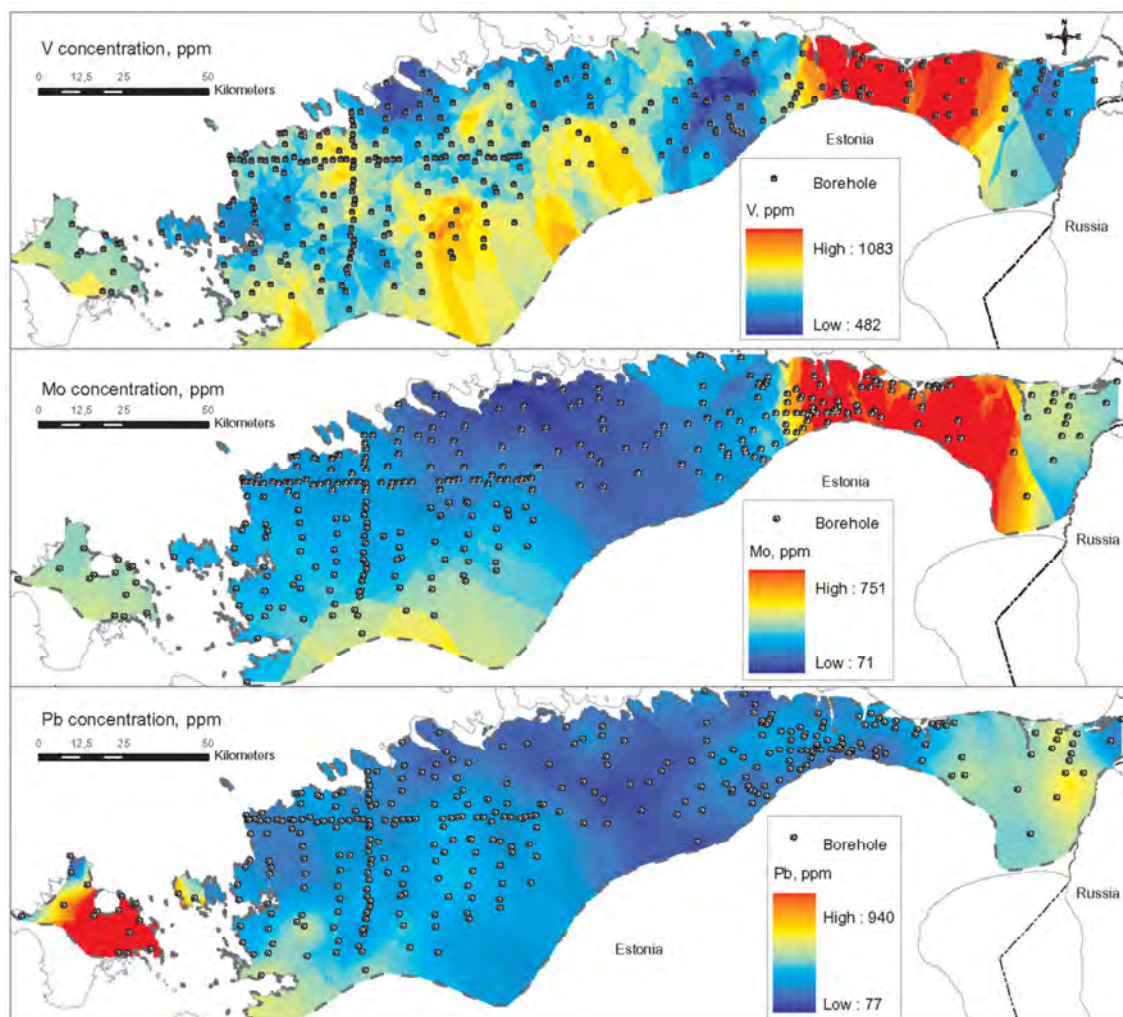 V concentration, ppm
0 12,5 25 50
Kilometers
N
W E
S
Estonia
Borehole
V, ppm
High : 1083
Low : 482
Russia
Mo concentration, ppm
0 12,5 25 50
Kilometers
Estonia
Borehole
Mo, ppm
High : 751
Low : 71
Russia
Pb concentration, ppm
0 12,5 25 50
Kilometers
Borehole
Pb, ppm
High : 940
Low : 77
Estonia
Russia